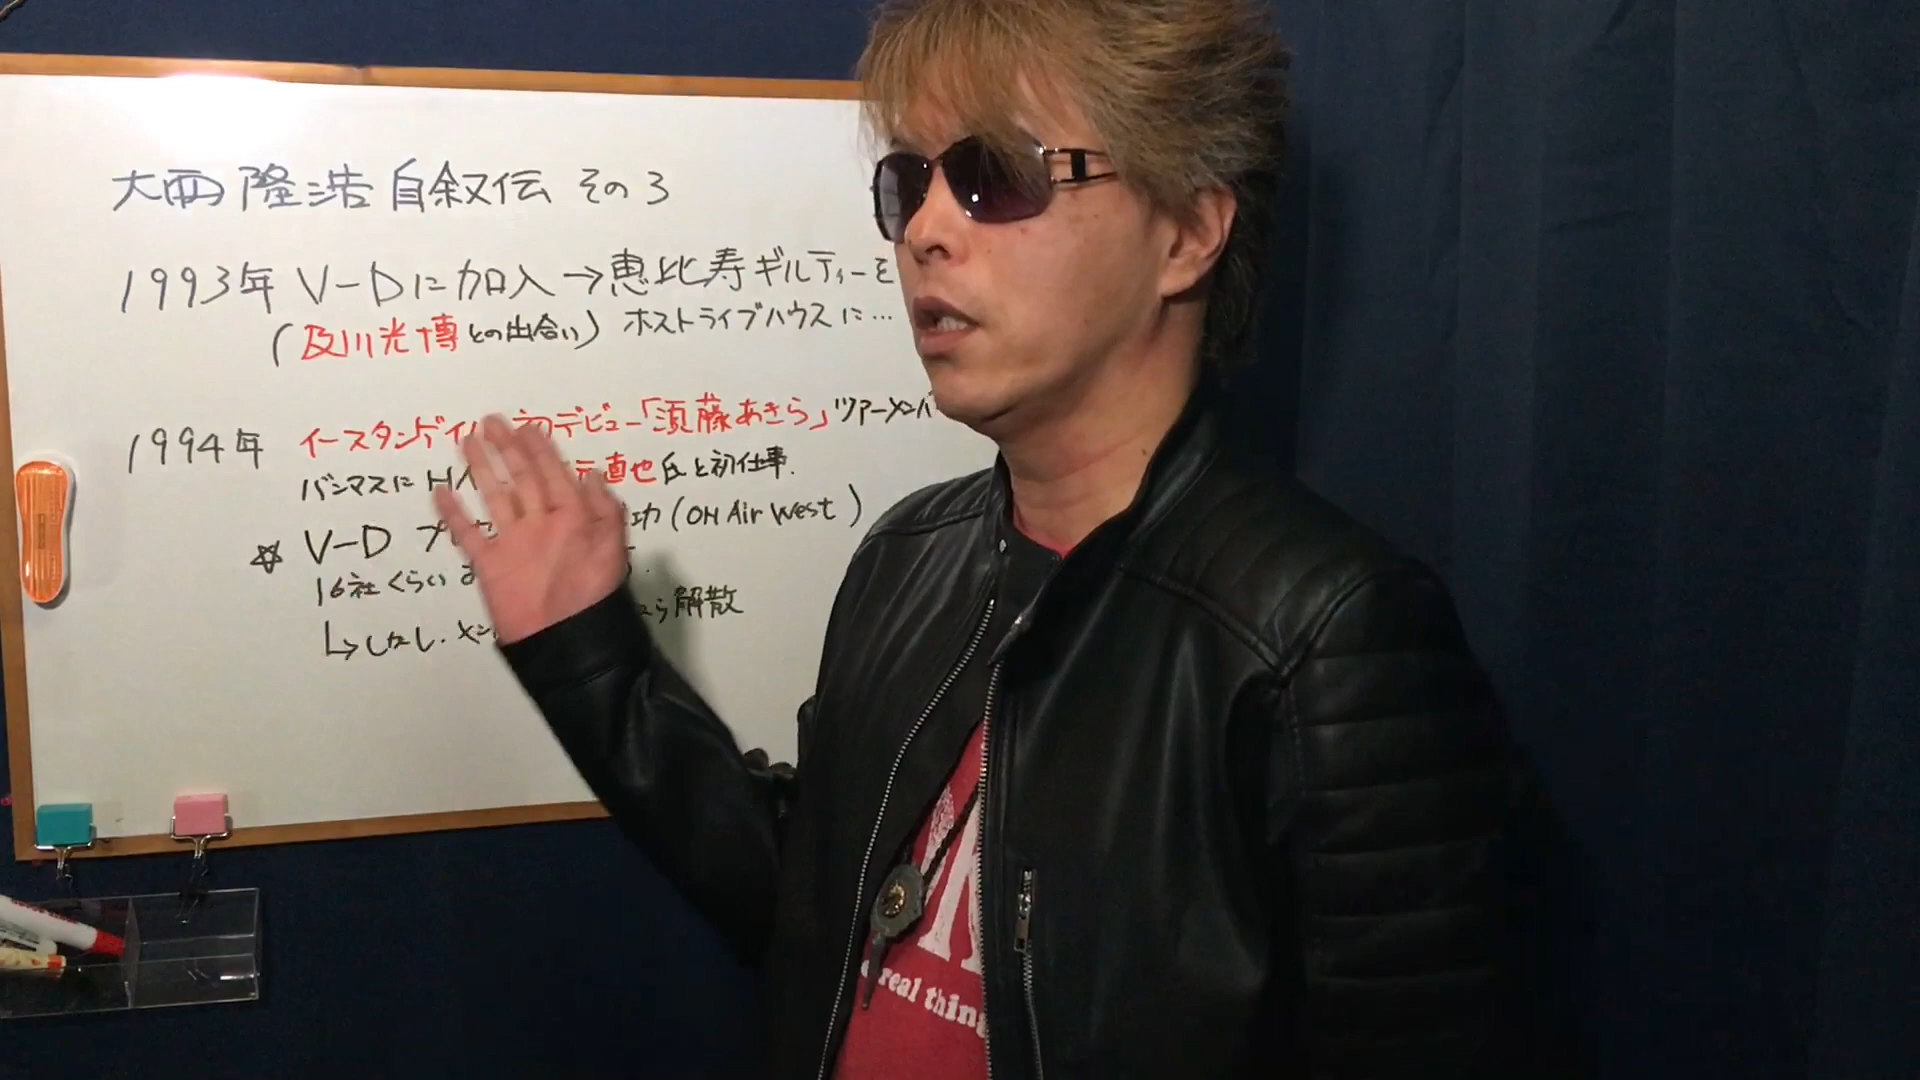 大西隆浩自叙伝 その3
1993年 V-Dに加入→恵比寿ギルティーを
(及川光博との出合い) ホストライブハウスに…
1994年 イースタンゲイル 初デビュー「須藤あきら」ツアーメンバ
バンマスに 直也氏と初仕事.
☆ V-D 功 (ON Air West)
16社くらい
↳しかし. メン 解散
real thing